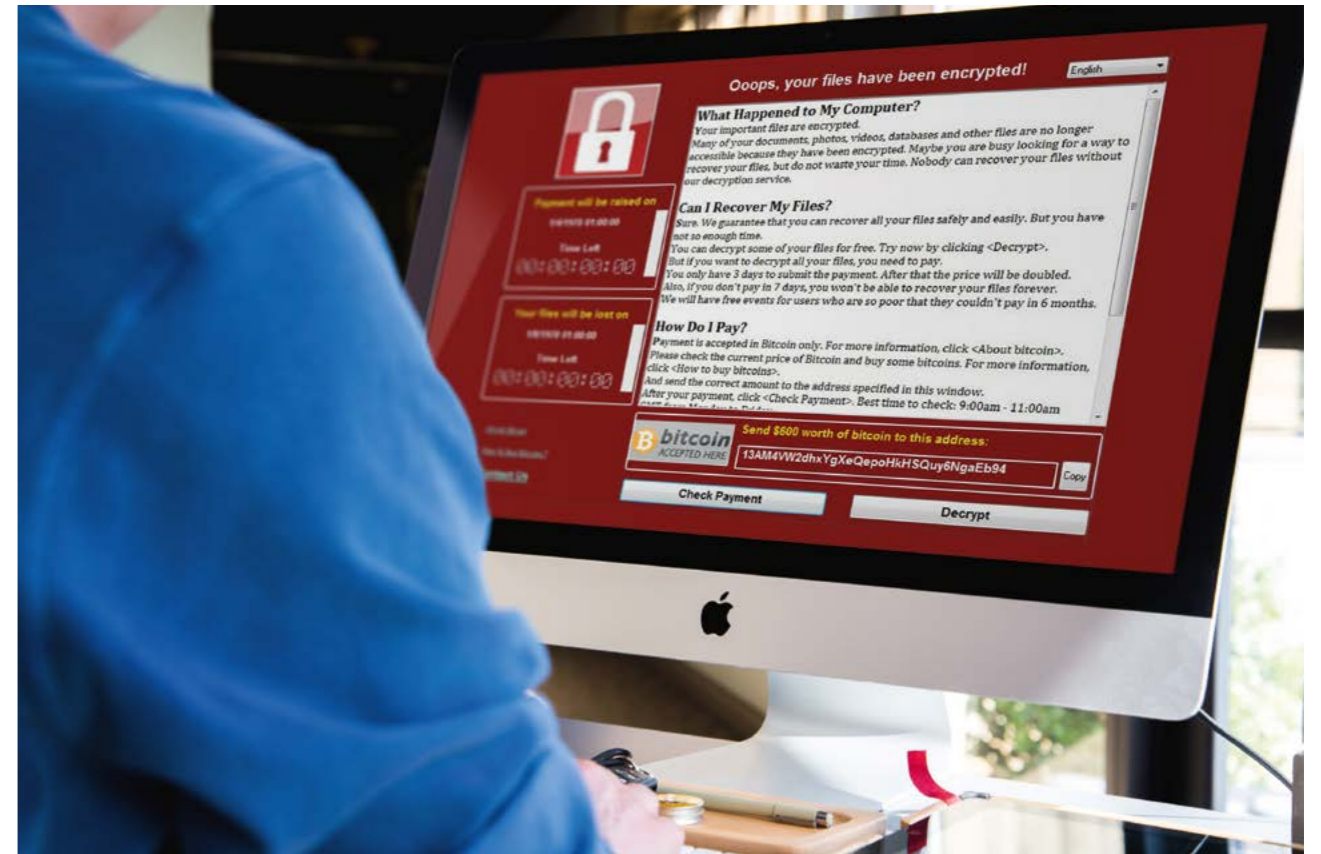 Ooops, your files have been encrypted!
English
What Happened to My Computer?
Your important files are encrypted.
Many of your documents, photos, videos, databases and other files are no longer
accessible because they have been encrypted. Maybe you are busy looking for a way to
recover your files, but do not waste your time. Nobody can recover your files without
our decryption service.
Can I Recover My Files?
Sure. We guarantee that you can recover all your files safely and easily. But you have
not so enough time.
You can decrypt some of your files for free. Try now by clicking <Decrypt>.
But if you want to decrypt all your files, you need to pay.
You only have 3 days to submit the payment. After that the price will be doubled.
Also, if you don't pay in 7 days, you won't be able to recover your files forever.
We will have free events for users who are so poor that they couldn't pay in 6 months.
How Do I Pay?
Payment is accepted in Bitcoin only. For more information, click <About bitcoin>.
Please check the current price of Bitcoin and buy some bitcoins. For more information,
click <How to buy bitcoins>.
And send the correct amount to the address specified in this window.
After your payment, click <Check Payment>. Best time to check: 9:00am - 11:00am
GMT from Monday to Friday
Payment will be raised on
01:00:00
Time Left
00:00:00:00
Your files will be lost on
01:00:00
Time Left
00:00:00:00
Contact Us
bitcoin
ACCEPTED HERE
Send $600 worth of bitcoin to this address:
13AM4VW2dhxYgXeQepoHkHSQuy6NgaEb94
Copy
Check Payment
Decrypt